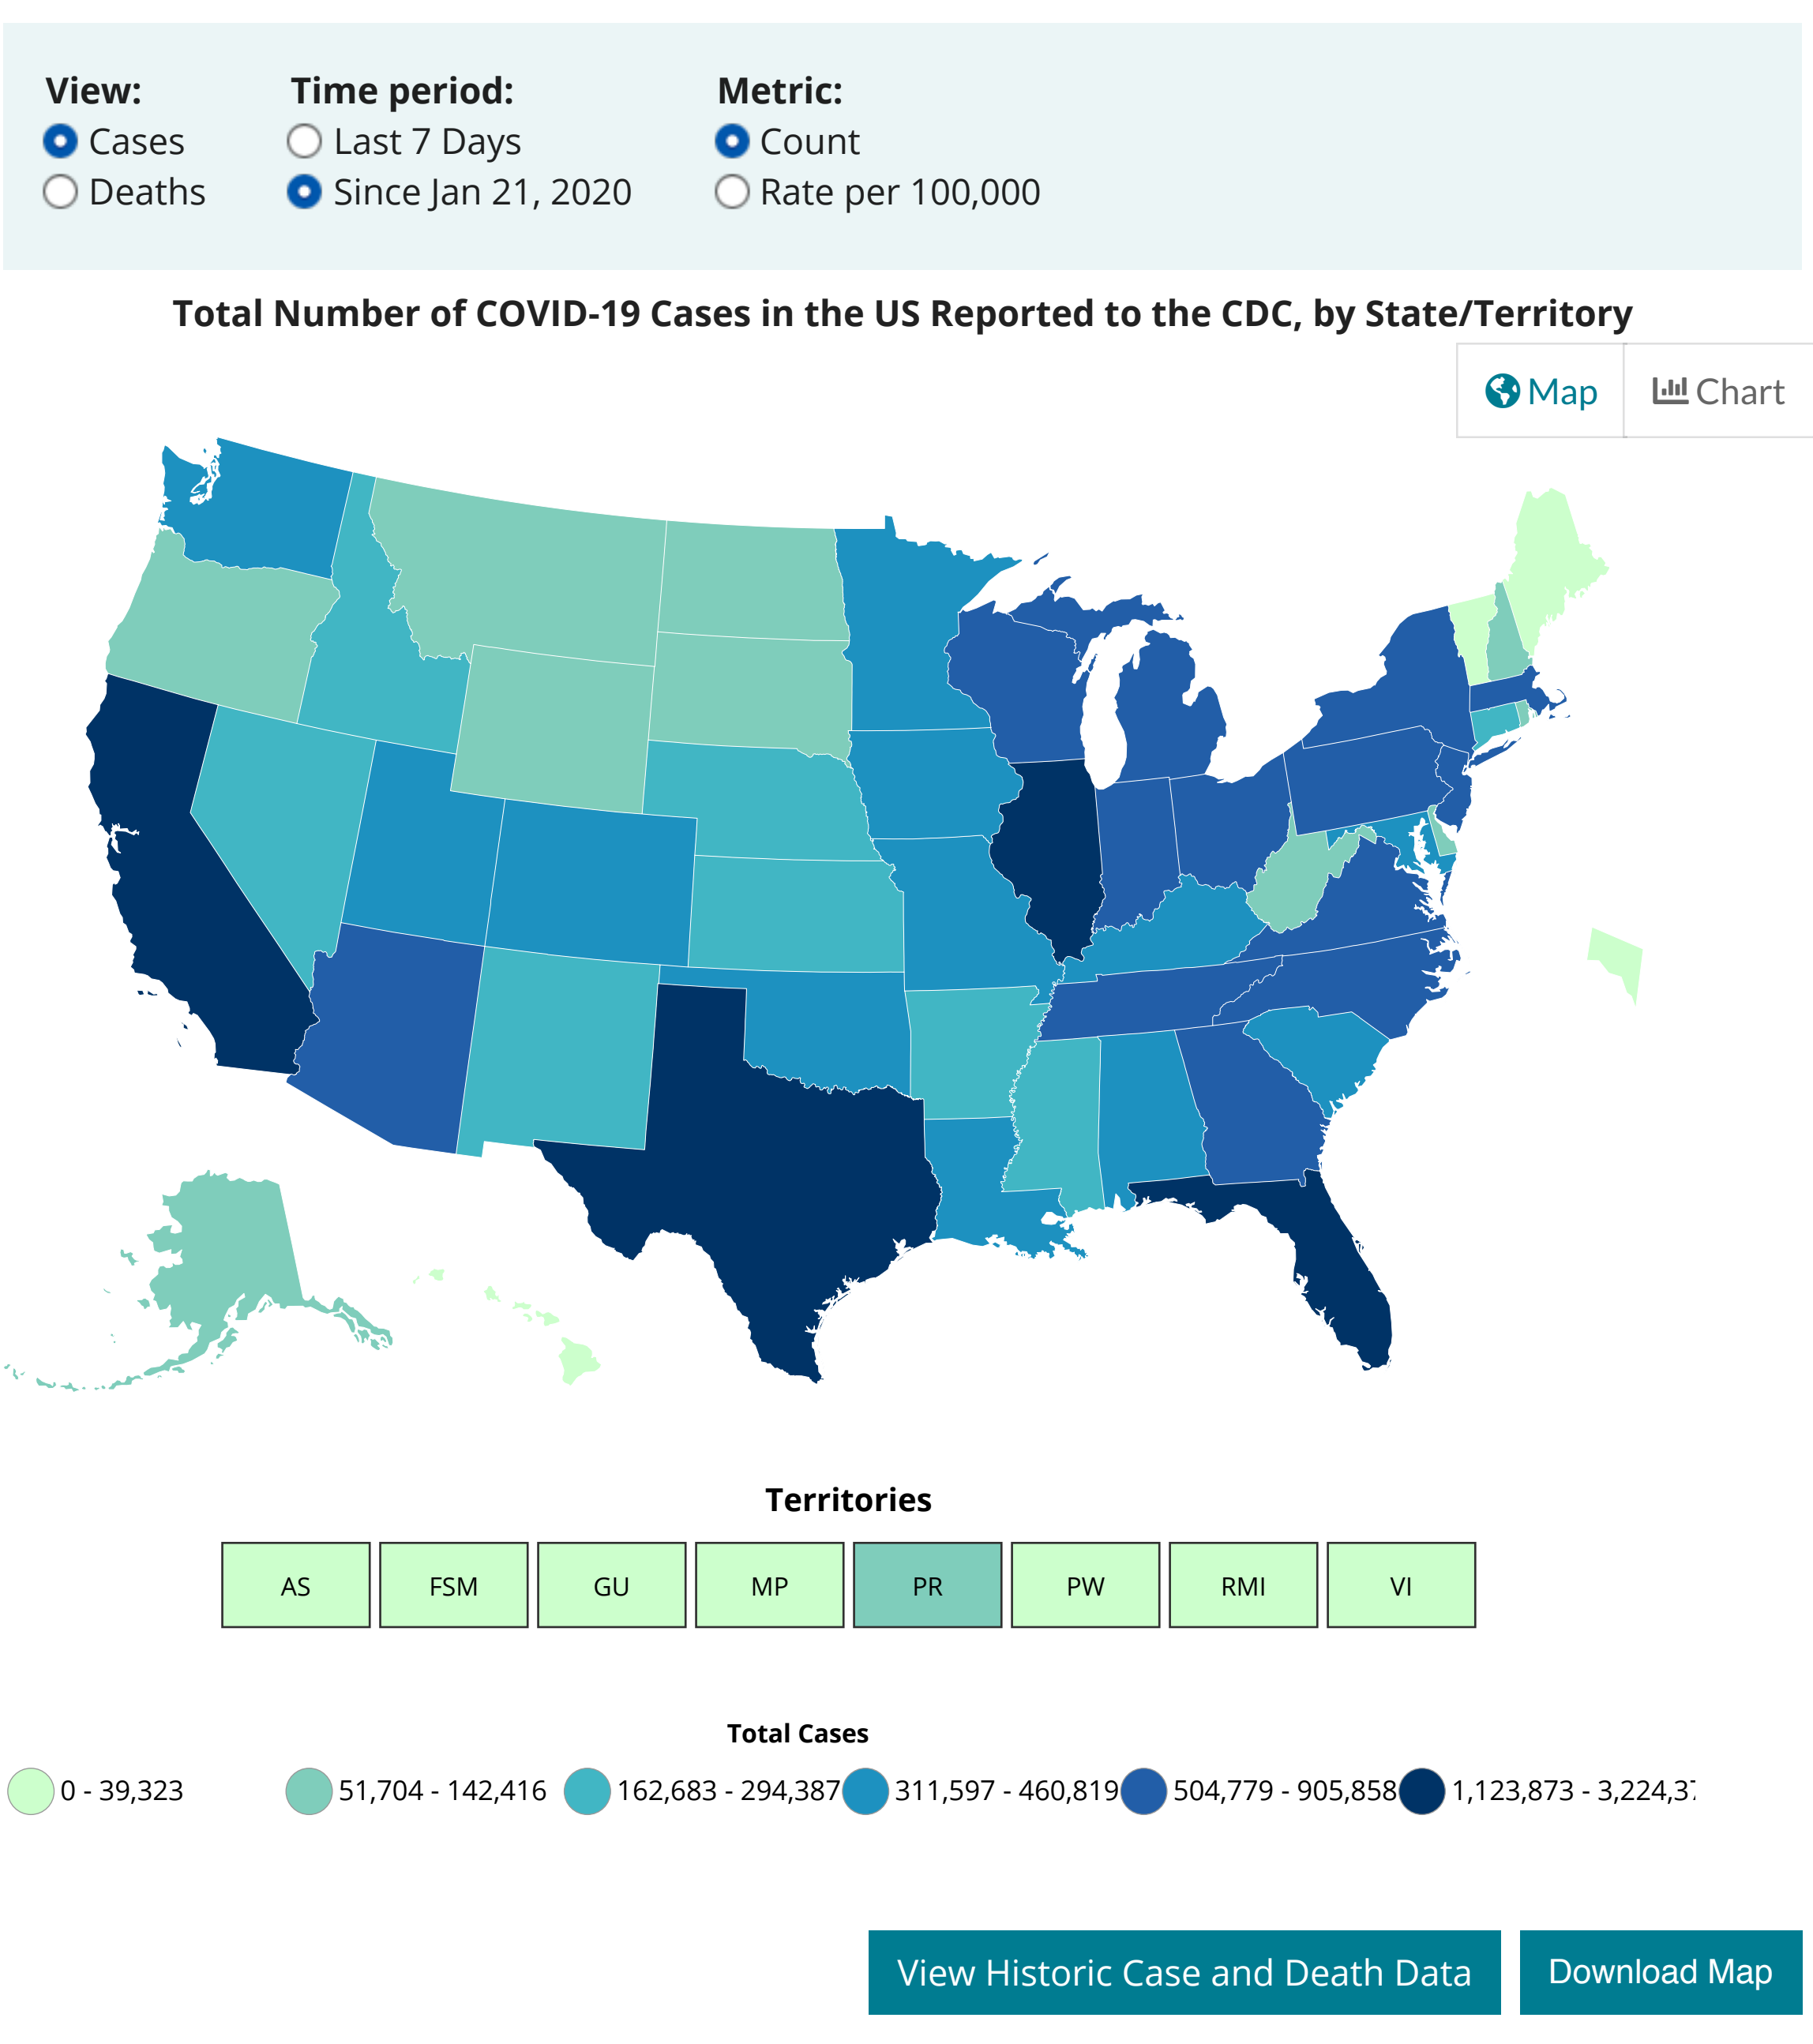 View: Time period: Metric:
Cases Last 7 Days Count
Deaths Since Jan 21, 2020 Rate per 100,000
Total Number of COVID-19 Cases in the US Reported to the CDC, by State/Territory
Map Chart
Territories
AS FSM GU MP PR PW RMI VI
Total Cases
0 - 39,323 51,704 - 142,416 162,683 - 294,387 311,597 - 460,819 504,779 - 905,858 1,123,873 - 3,224,3
View Historic Case and Death Data Download Map